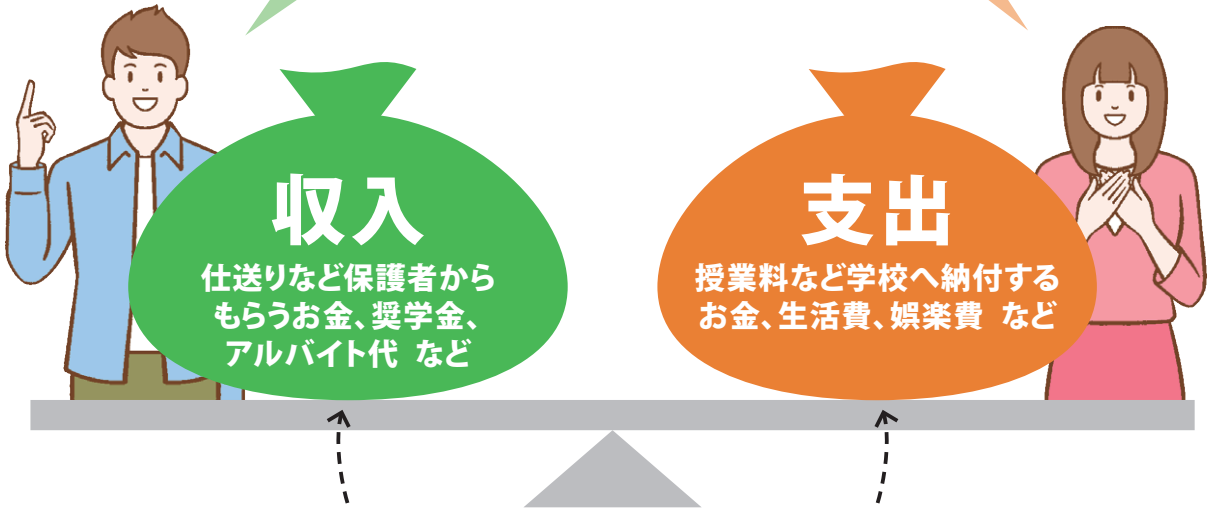 収入
仕送りなど保護者から
もらうお金、奨学金、
アルバイト代 など
支出
授業料など学校へ納付する
お金、生活費、娯楽費 など